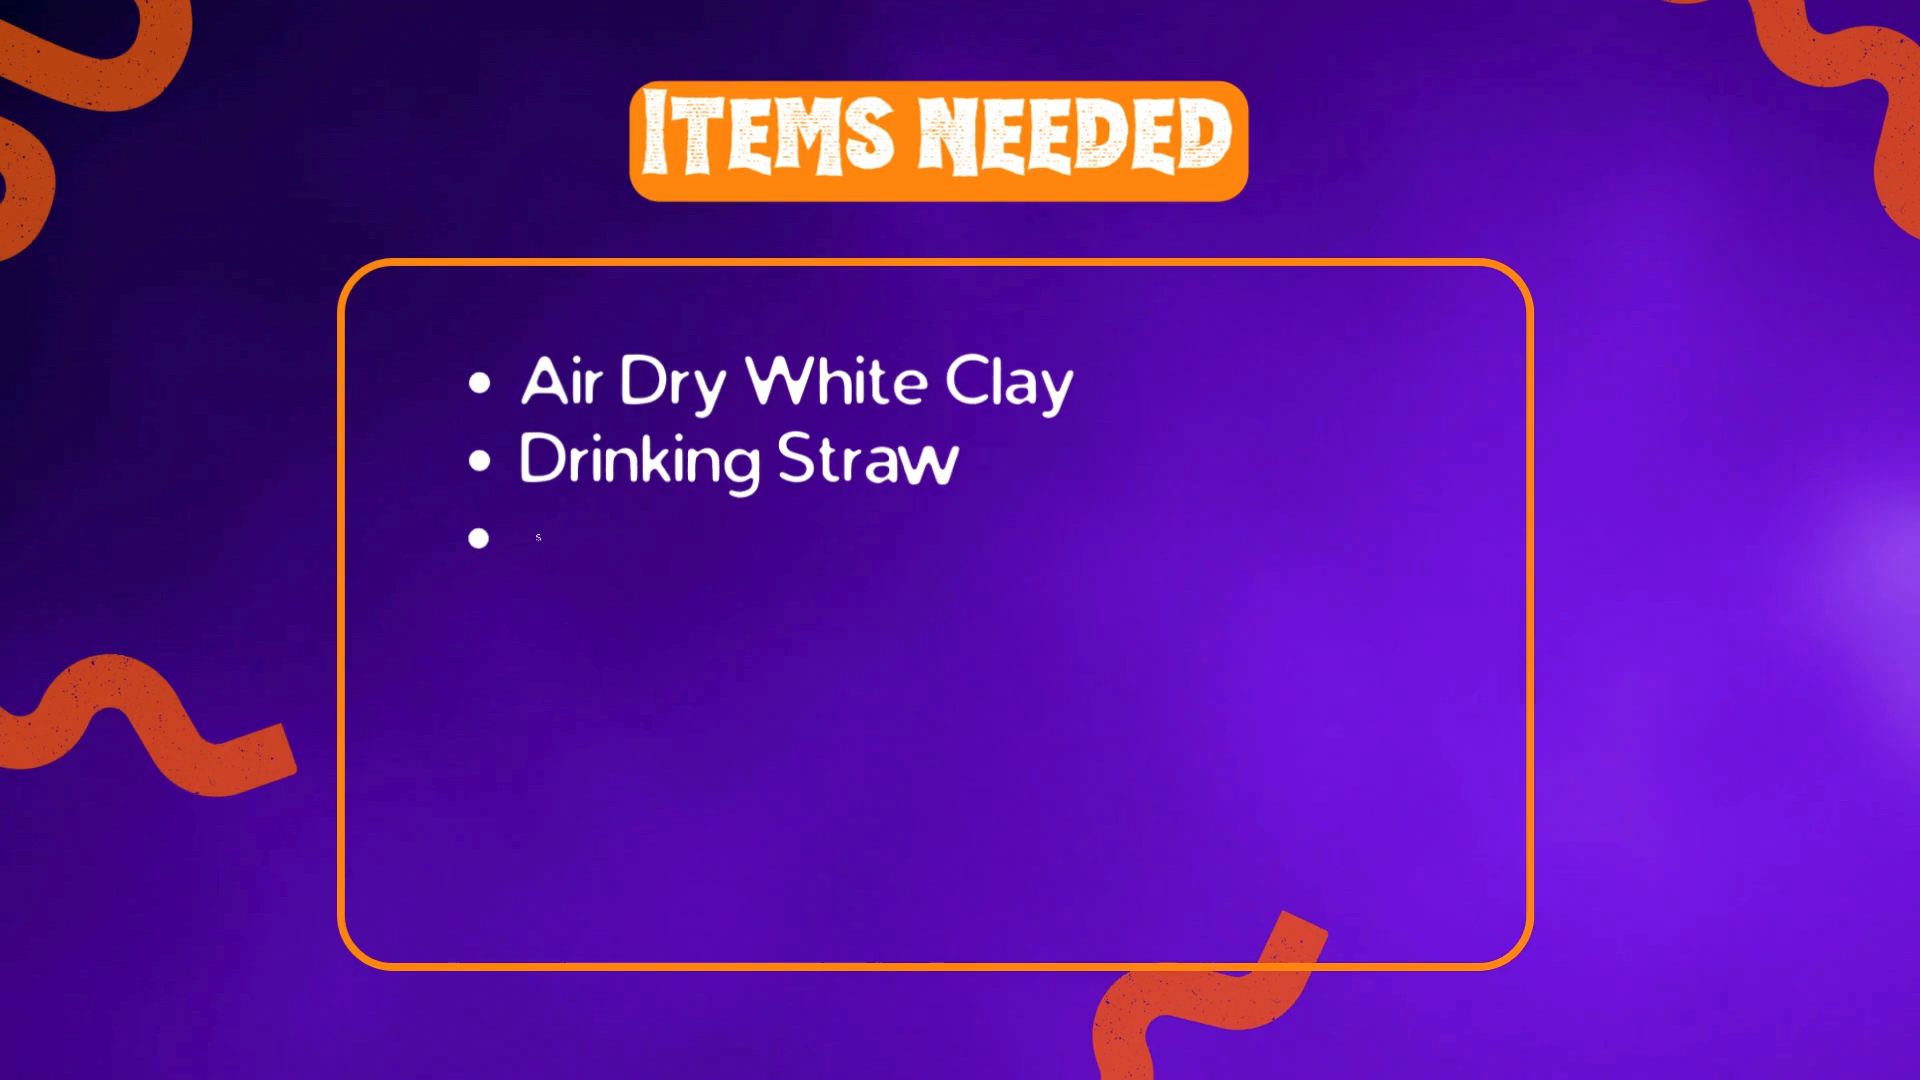 Items Needed
• Air Dry White Clay
• Drinking Straw
• s